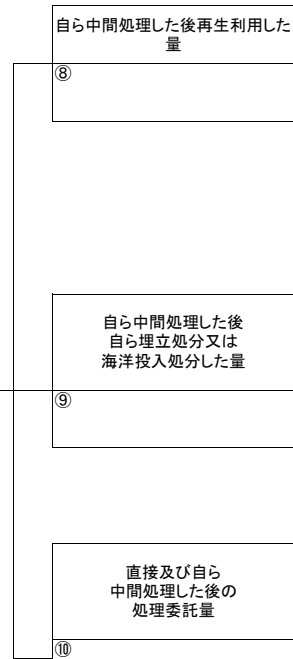 自ら中間処理した後再生利用した
量
⑧
自ら中間処理した後
自ら埋立処分又は
海洋投入処分した量
⑨
直接及び自ら
中間処理した後の
処理委託量
⑩